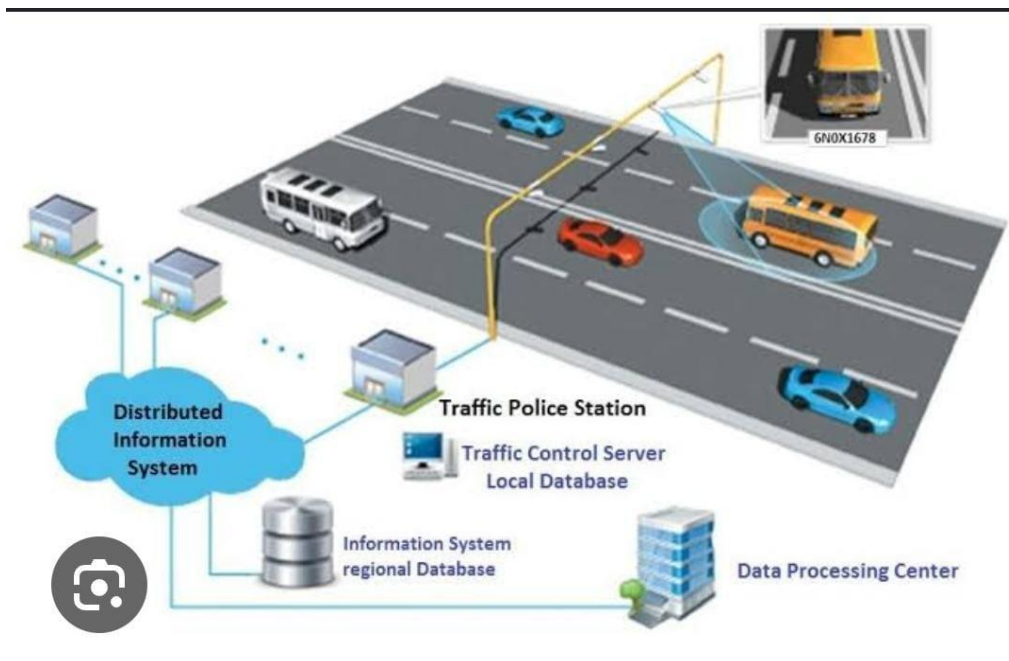 6N0X1678
Distributed
Information
System
Traffic Police Station
Traffic Control Server
Local Database
Information System
regional Database
Data Processing Center